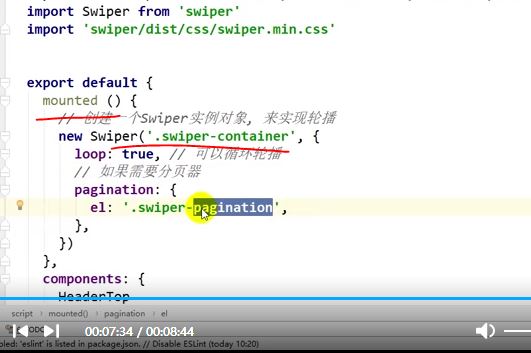 import Swiper from 'swiper'
import 'swiper/dist/css/swiper.min.css'
export default {
mounted () {
// 创建一个Swiper实例对象, 来实现轮播
new Swiper('.swiper-container', {
loop: true, // 可以循环轮播
// 如果需要分页器
pagination: {
el: '.swiper-pagination',
},
})
},
components: {
HeaderTop
script › mounted() › pagination › el
TODO
00:07:34 / 00:08:44
bled: 'eslint' is listed in package.json. // Disable ESLint (today 10:20)